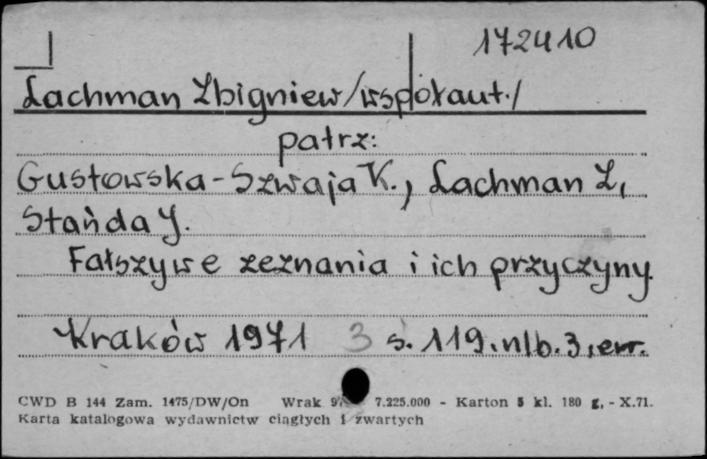 172410
Lachman Zbigniew/współaut./
patrz:
Gustowska-Szwaja K., Lachman Z,
Stańda J.
Fałszywe zeznania i ich przyczyny.
Kraków 1971 3 s. 119, nlb. 3, err.
CWD B 144 Zam. 1475/DW/On Wrak 7.225.000 - Karton 5 kl. 180 g, - X.71.
Karta katalogowa wydawnictw ciągłych i zwartych